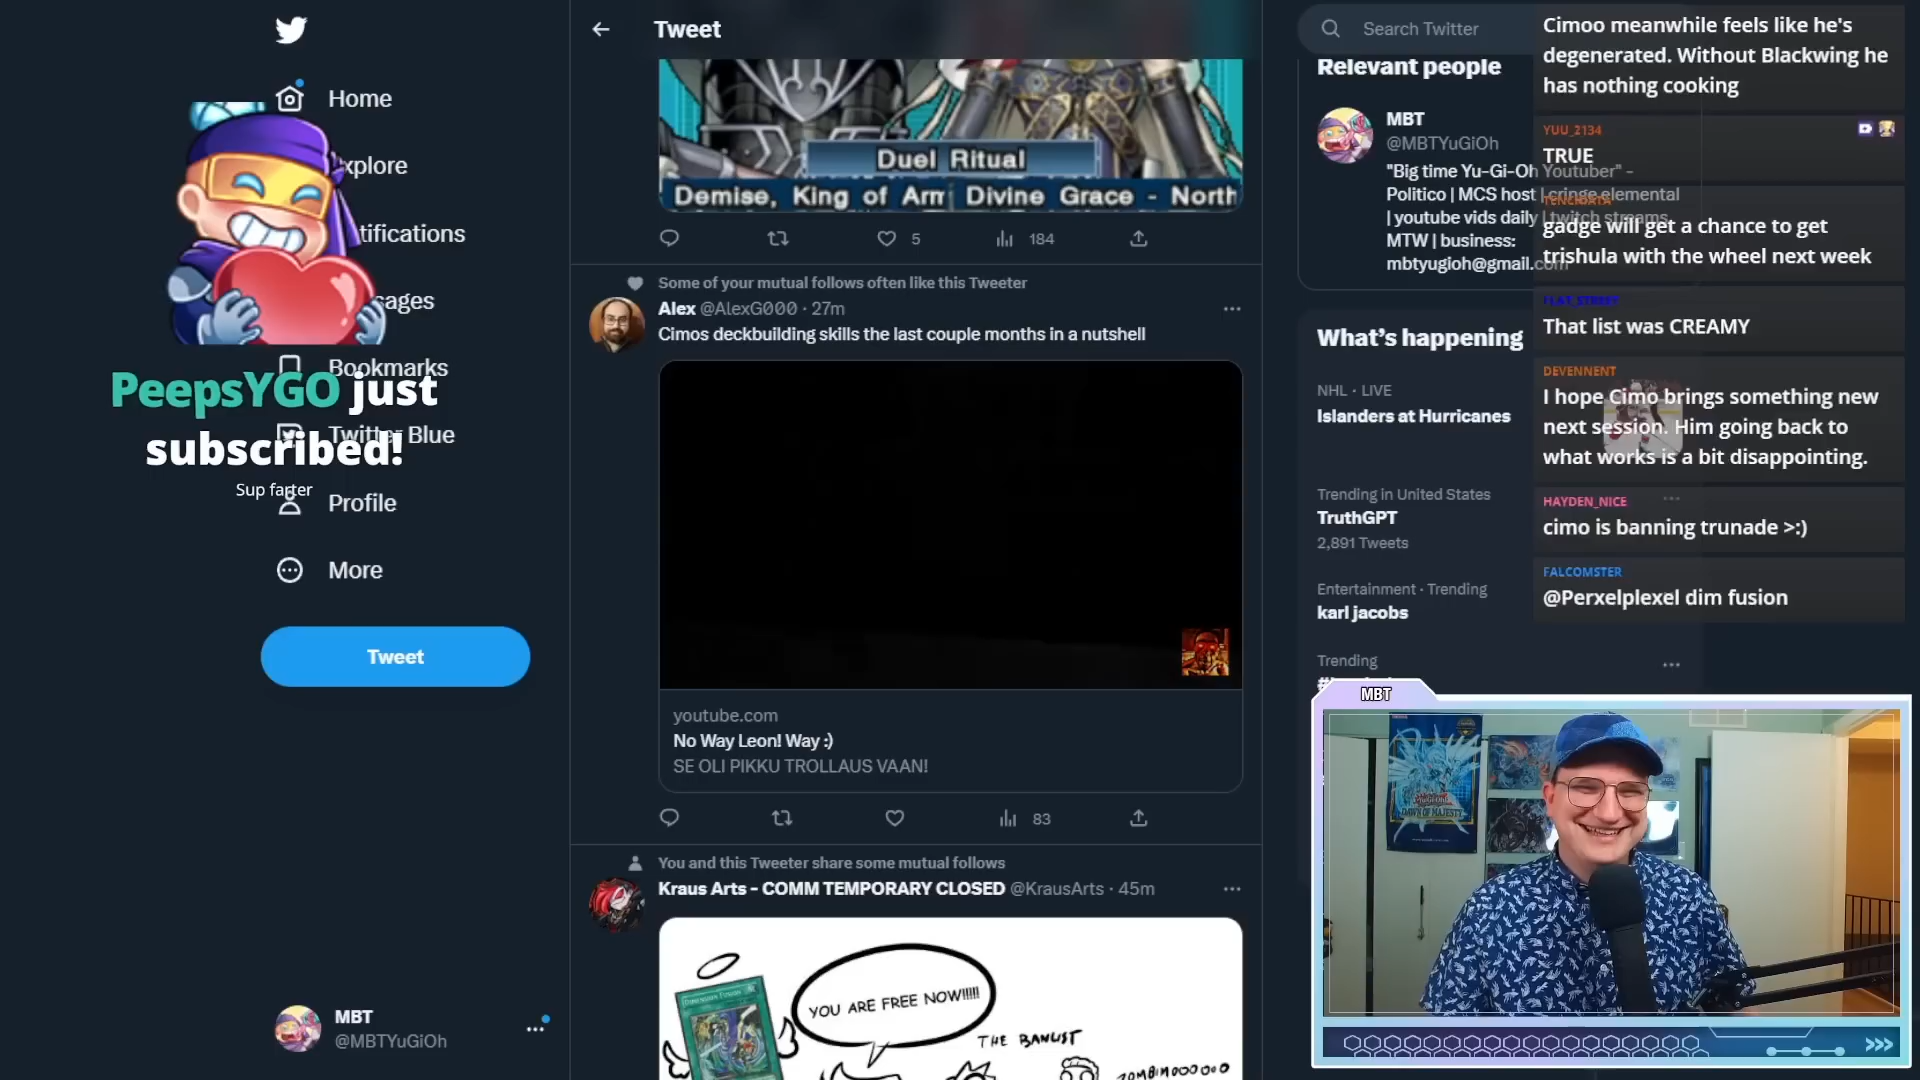 Home
xplore
tifications
sages
Bookmarks
Twitter Blue
Profile
More
Tweet
PeepsYGO just
subscribed!
Sup farter
MBT
@MBTYuGiOh
Tweet
Duel Ritual
Demise, King of Arm
Divine Grace - North
5
184
Some of your mutual follows often like this Tweeter
Alex @AlexG000 · 27m
Cimos deckbuilding skills the last couple months in a nutshell
youtube.com
No Way Leon! Way :)
SE OLI PIKKU TROLLAUS VAAN!
83
You and this Tweeter share some mutual follows
Kraus Arts - COMM TEMPORARY CLOSED @KrausArts · 45m
YOU ARE FREE NOW!!!!!
THE BANLIST
Search Twitter
Relevant people
MBT
@MBTYuGiOh
"Big time Yu-Gi-Oh Youtuber" -
Politico | MCS host | cringe elemental
| youtube vids daily | twitch streams
MTW | business:
mbtyugioh@gmail.com
What's happening
NHL · LIVE
Islanders at Hurricanes
Trending in United States
TruthGPT
2,891 Tweets
Entertainment · Trending
karl jacobs
Trending
Cimoo meanwhile feels like he's
degenerated. Without Blackwing he
has nothing cooking
YUU_2134
TRUE
gadge will get a chance to get
trishula with the wheel next week
That list was CREAMY
DEVENNENT
I hope Cimo brings something new
next session. Him going back to
what works is a bit disappointing.
HAYDEN_NICE
cimo is banning trunade >:)
FALCOMSTER
@Perxelplexel dim fusion
MBT
DAWN OF MAJESTY